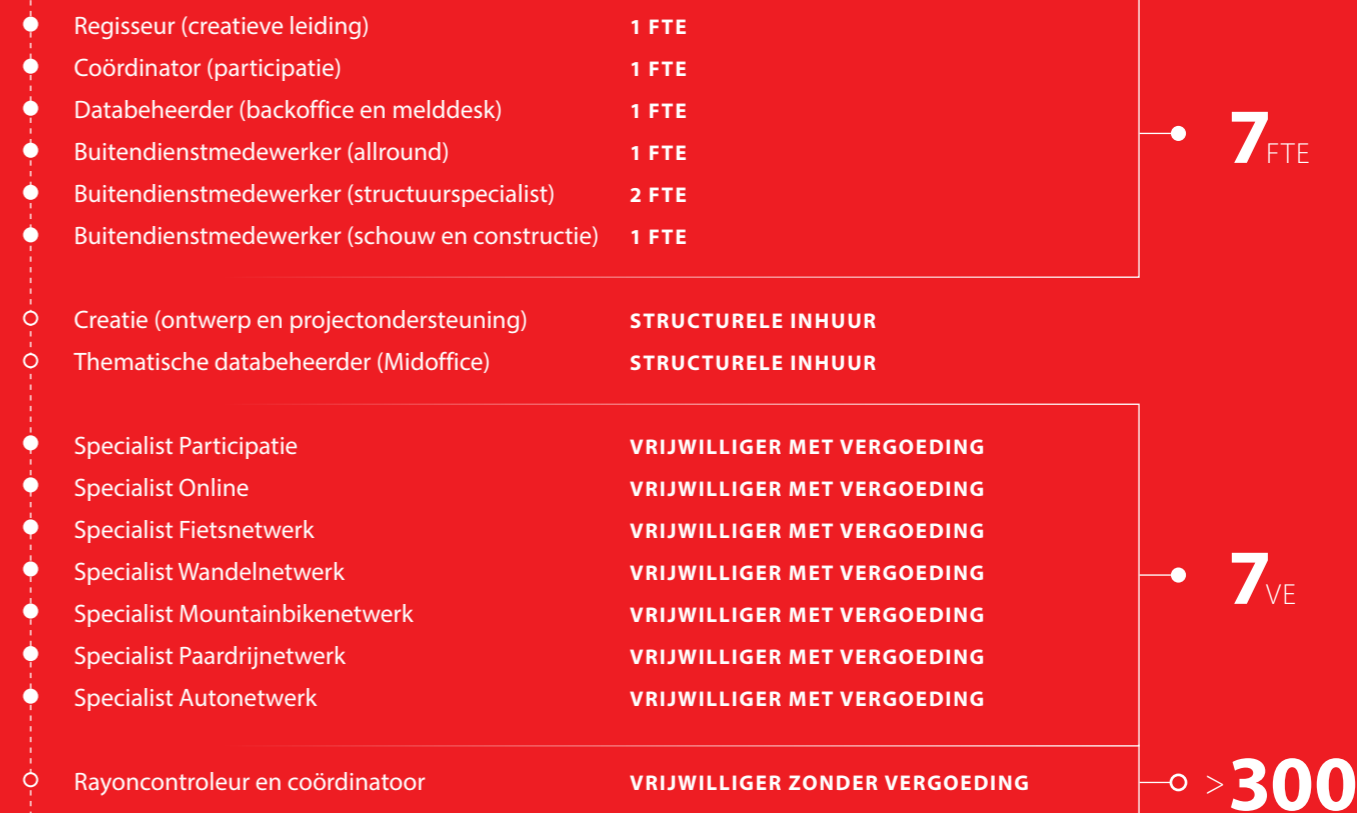 Regisseur (creatieve leiding) 1 FTE
Coördinator (participatie) 1 FTE
Databeheerder (backoffice en melddesk) 1 FTE
Buitendienstmedewerker (allround) 1 FTE
7 FTE
Buitendienstmedewerker (structuurspecialist) 2 FTE
Buitendienstmedewerker (schouw en constructie) 1 FTE
Creatie (ontwerp en projectondersteuning) STRUCTURELE INHUUR
Thematische databeheerder (Midoffice) STRUCTURELE INHUUR
Specialist Participatie VRIJWILLIGER MET VERGOEDING
Specialist Online VRIJWILLIGER MET VERGOEDING
Specialist Fietsnetwerk VRIJWILLIGER MET VERGOEDING
Specialist Wandelnetwerk VRIJWILLIGER MET VERGOEDING
7 VE
Specialist Mountainbikenetwerk VRIJWILLIGER MET VERGOEDING
Specialist Paardrijnetwerk VRIJWILLIGER MET VERGOEDING
Specialist Autonetwerk VRIJWILLIGER MET VERGOEDING
Rayoncontroleur en coördinatoor VRIJWILLIGER ZONDER VERGOEDING >300